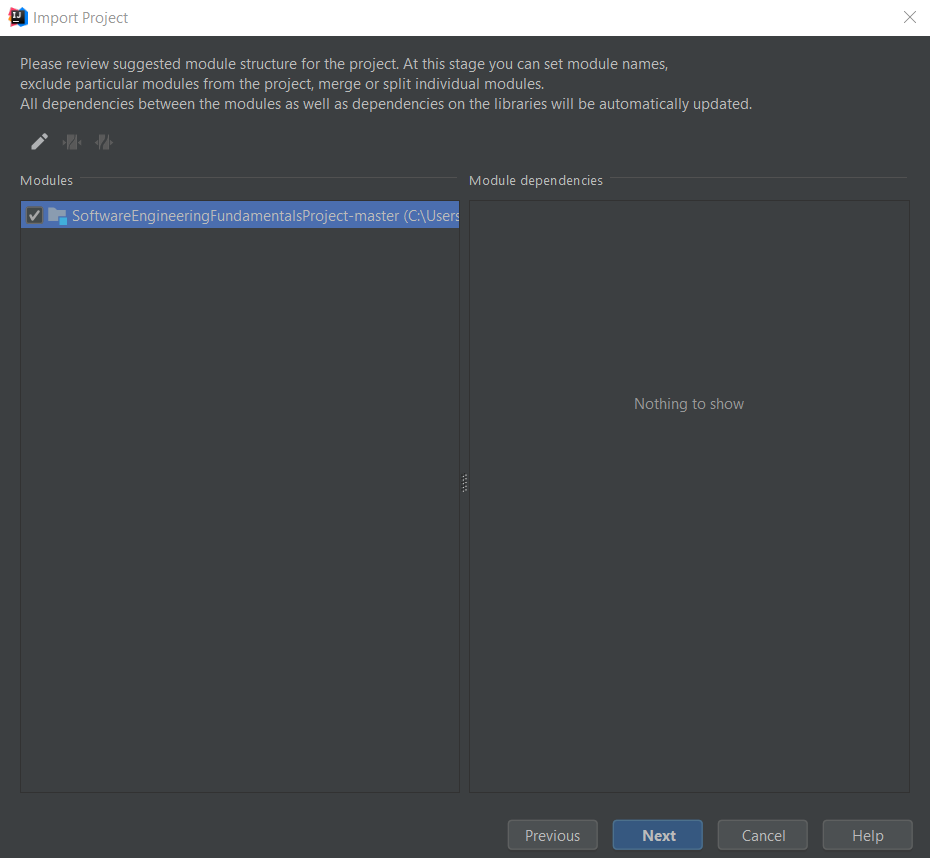 Import Project
Please review suggested module structure for the project. At this stage you can set module names,
exclude particular modules from the project, merge or split individual modules.
All dependencies between the modules as well as dependencies on the libraries will be automatically updated.
Modules
Module dependencies
SoftwareEngineeringFundamentalsProject-master (C:\Users
Nothing to show
Previous
Next
Cancel
Help